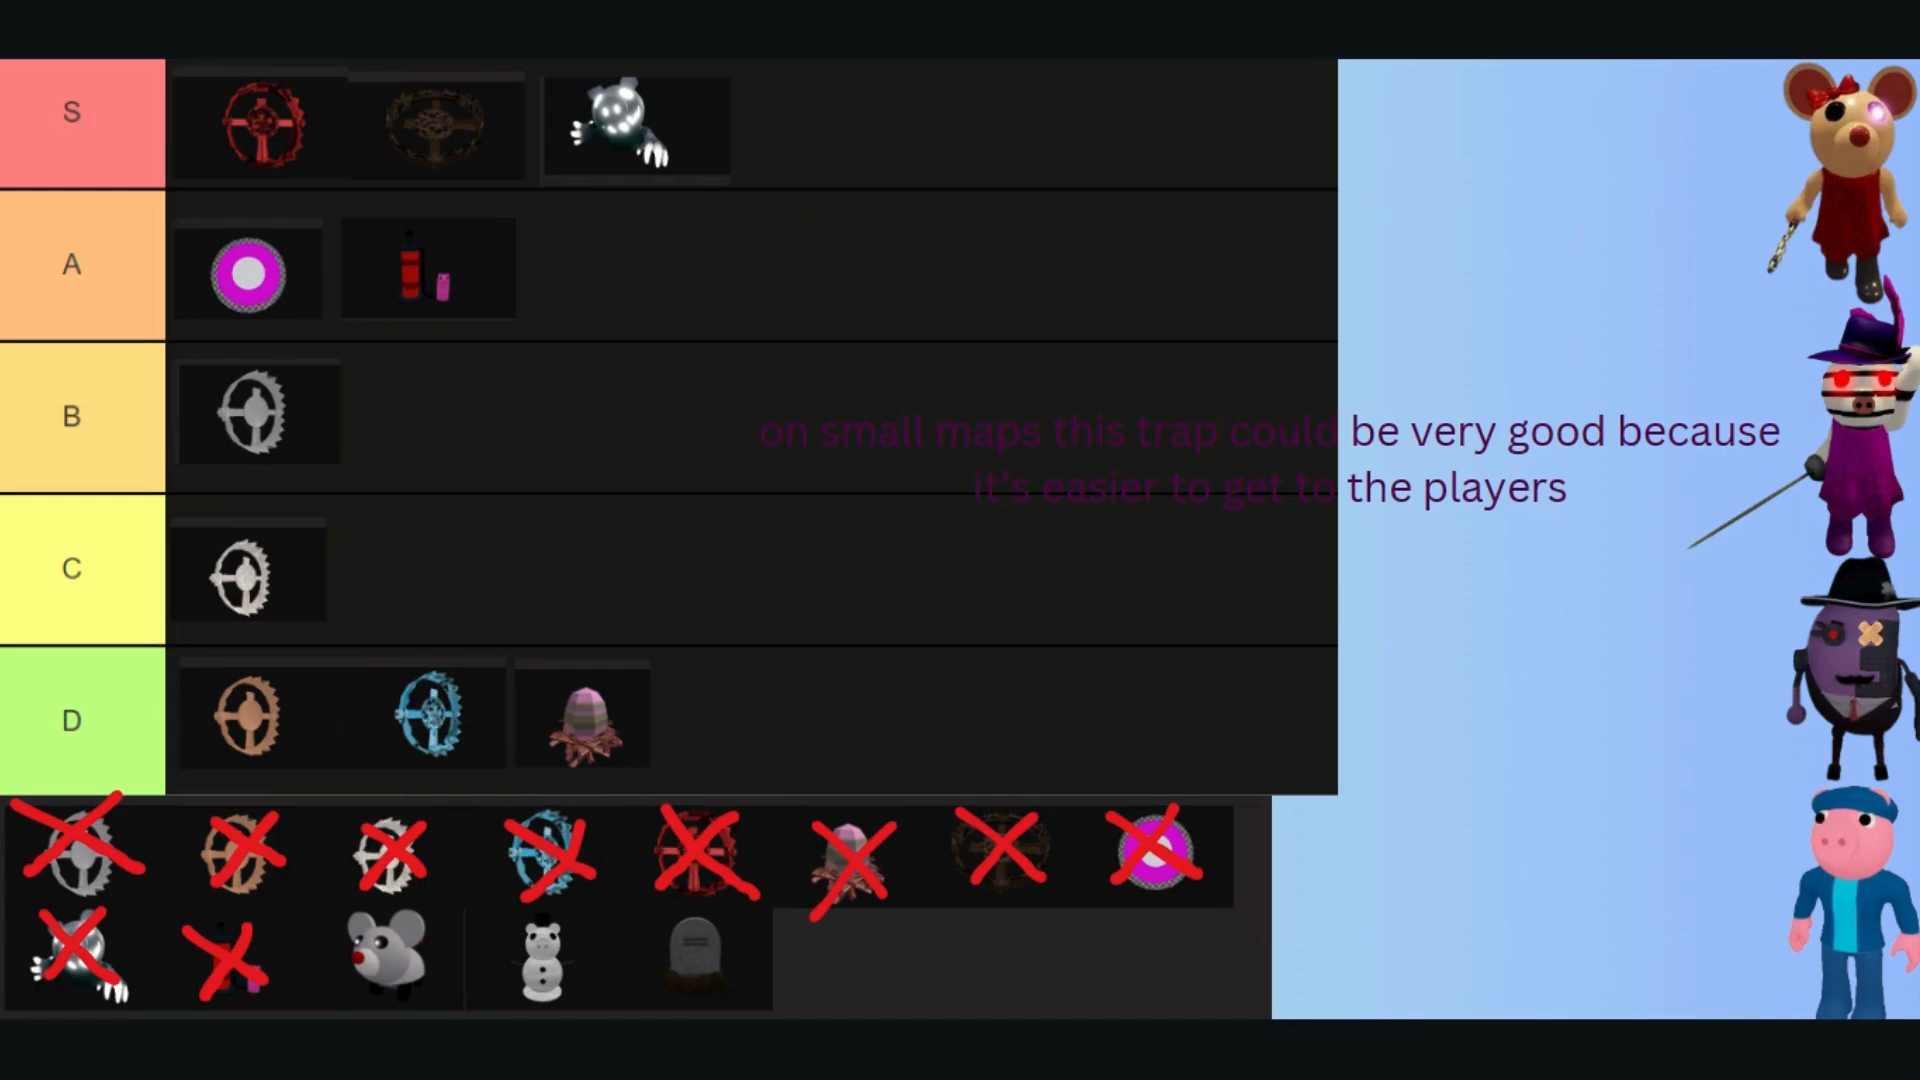 S
A
B
on small maps this trap could be very good because
it's easier to get to the players
C
D